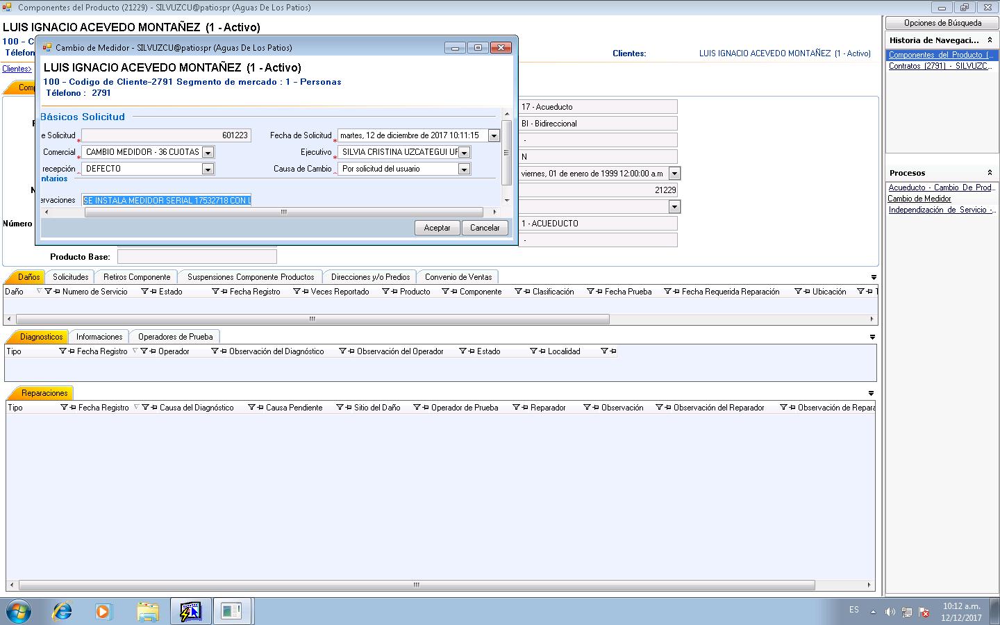 Componentes del Producto (21229) - SILVUZCU@patiospr (Aguas De Los Patios)
LUIS IGNACIO ACEVEDO MONTAÑEZ (1 - Activo)
100 - C
Téléfon
Clientes: LUIS IGNACIO ACEVEDO MONTAÑEZ (1 - Activo)
Clientes>
Comp
Cambio de Medidor - SILVUZCU@patiospr (Aguas De Los Patios)
LUIS IGNACIO ACEVEDO MONTAÑEZ (1 - Activo)
100 - Codigo de Cliente-2791 Segmento de mercado : 1 - Personas
Téléfono : 2791
Básicos Solicitud
e Solicitud 601223 Fecha de Solicitud martes, 12 de diciembre de 2017 10:11:15
Comercial CAMBIO MEDIDOR - 36 CUOTAS Ejecutivo SILVIA CRISTINA UZCATEGUI UF
recepción DEFECTO Causa de Cambio Por solicitud del usuario
ntarios
ervaciones SE INSTALA MEDIDOR SERIAL 17532718 CON L
Aceptar Cancelar
17 - Acueducto
BI - Bidireccional
-
N
viernes, 01 de enero de 1999 12:00:00 a.m
21229
Número
1 - ACUEDUCTO
-
Producto Base:
Daños Solicitudes Retiros Componente Suspensiones Componente Productos Direcciones y/o Predios Convenio de Ventas
Daño Numero de Servicio Estado Fecha Registro Veces Reportado Producto Componente Clasificación Fecha Prueba Fecha Requerida Reparación Ubicación T
Diagnosticos Informaciones Operadores de Prueba
Tipo Fecha Registro Operador Observación del Diagnóstico Observación del Operador Estado Localidad
Reparaciones
Tipo Fecha Registro Causa del Diagnóstico Causa Pendiente Sitio del Daño Operador de Prueba Reparador Observación Observación del Reparador Observación de Repara
Opciones de Búsqueda
Historia de Navegaci...
Componentes del Producto (...
Contratos (2791) - SILVUZC...
Procesos
Acueducto - Cambio De Prod...
Cambio de Medidor
Independización de Servicio -...
ES
10:12 a.m.
12/12/2017